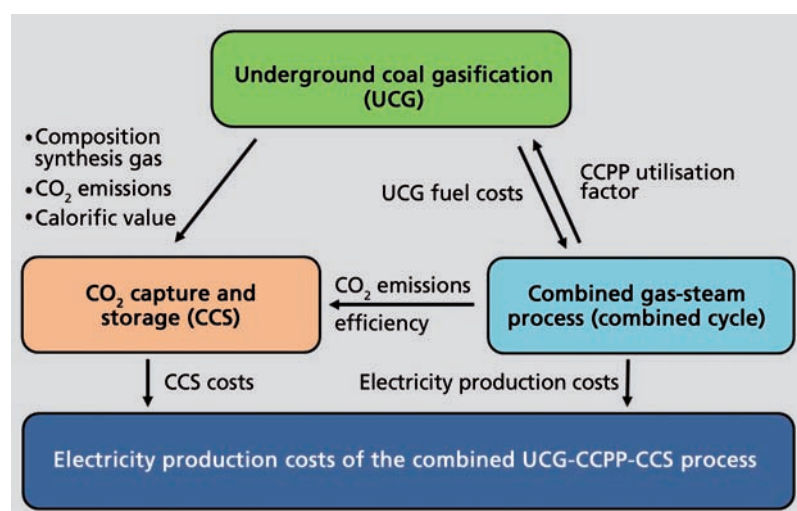 Underground coal gasification
(UCG)
•Composition
synthesis gas
•CO₂ emissions
•Calorific value
UCG fuel costs
CCPP utilisation
factor
CO₂ capture and
storage (CCS)
CO₂ emissions
efficiency
Combined gas-steam
process (combined cycle)
CCS costs
Electricity production costs
Electricity production costs of the combined UCG-CCPP-CCS process